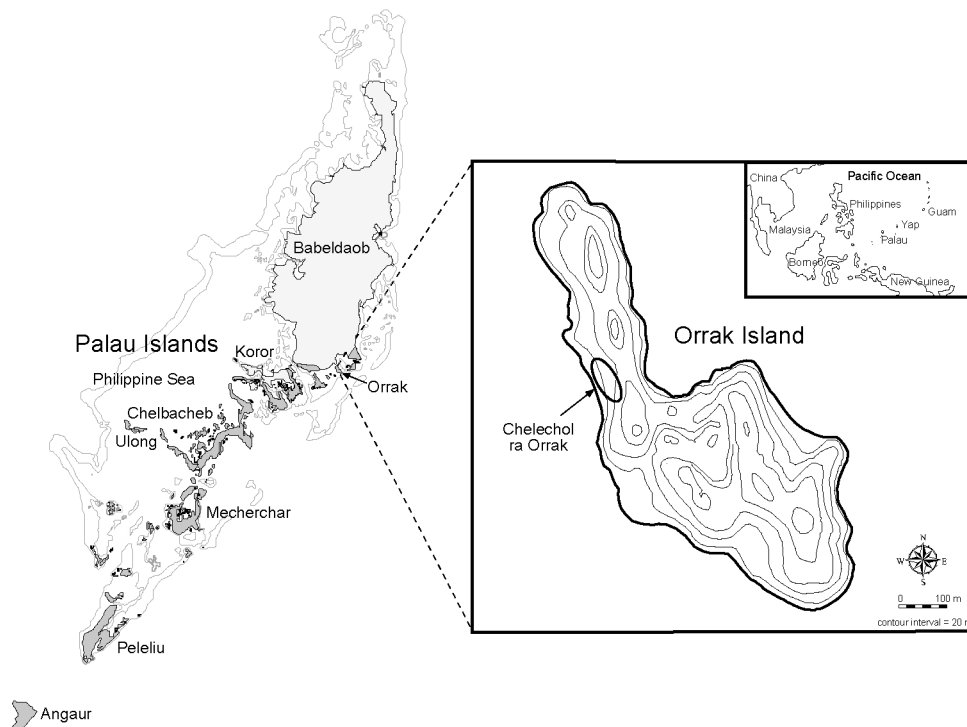 Palau Islands
Philippine Sea
Babeldaob
Koror
Orrak
Chelbacheb
Ulong
Mecherchar
Peleliu
Angaur
Orrak Island
Chelechol
ra Orrak
Pacific Ocean
China
Philippines
Guam
Malaysia
Yap
Palau
Borneo
New Guinea
N
W E
S
0 100 m
contour interval = 20